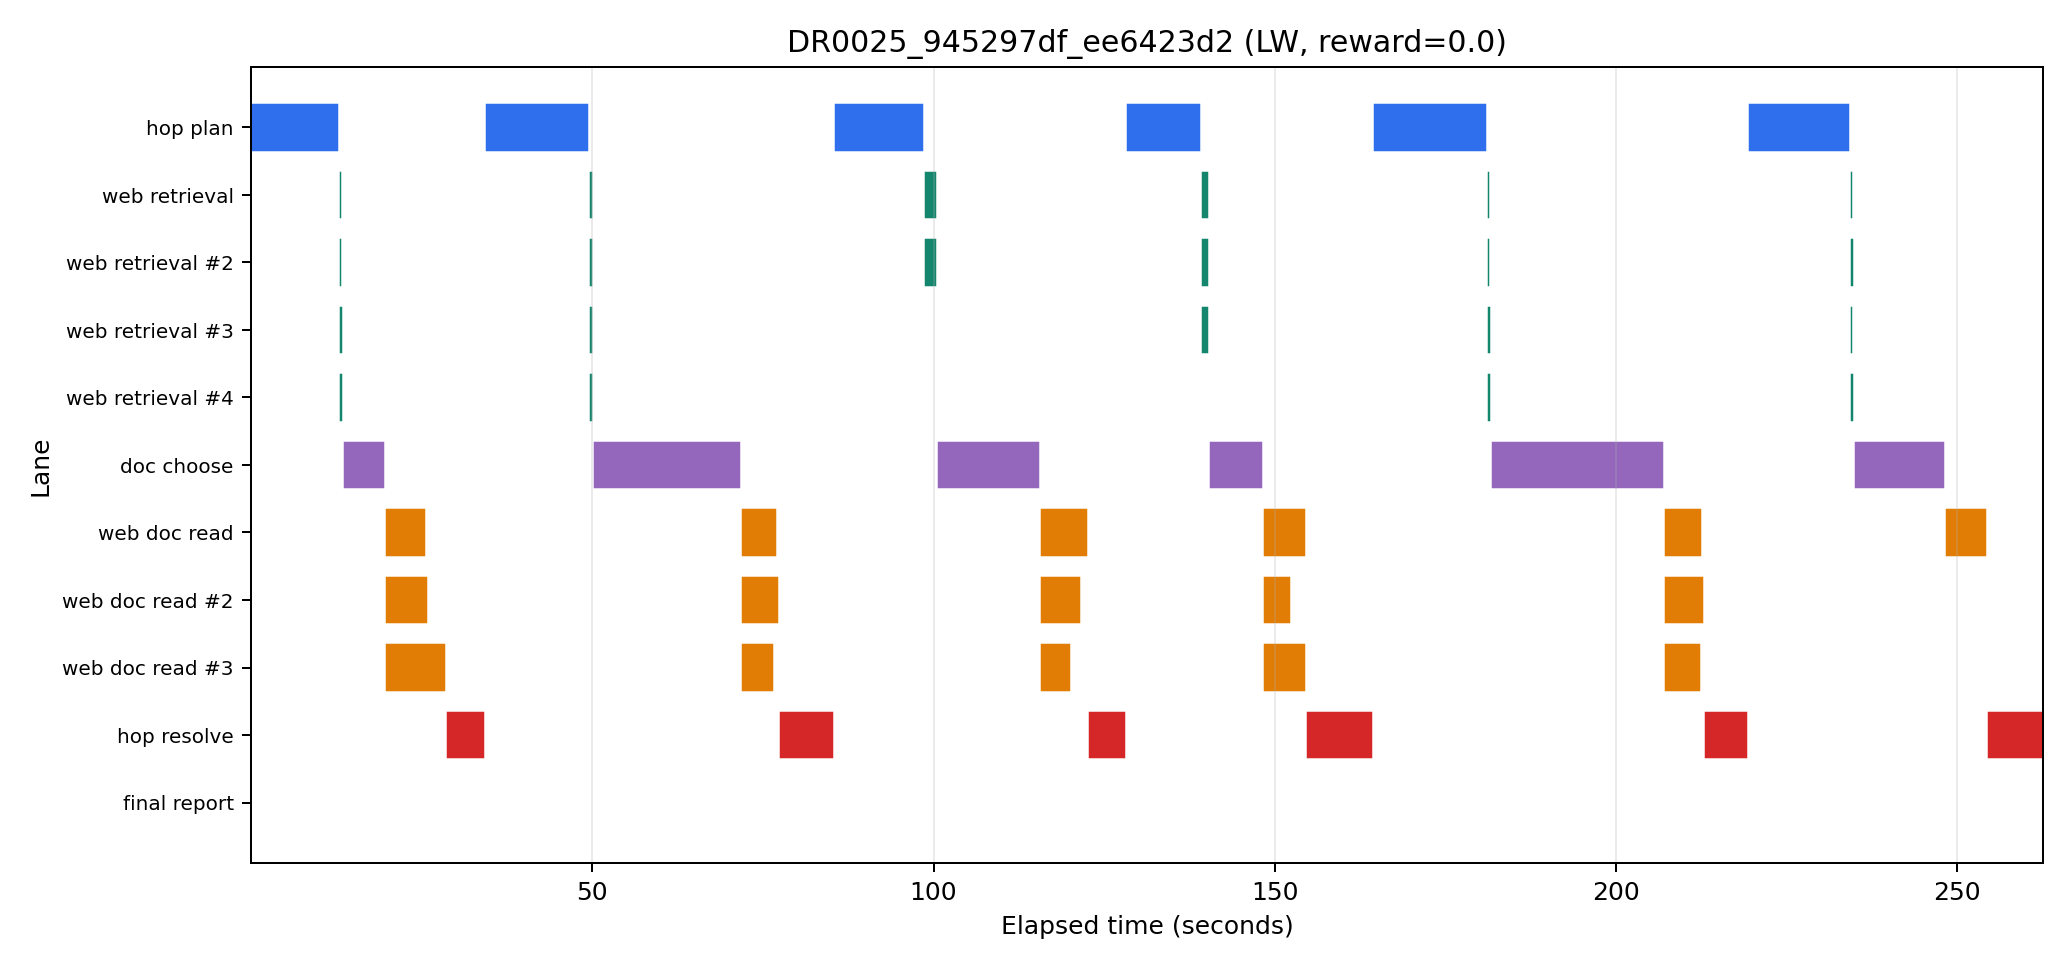 DR0025_945297df_ee6423d2 (LW, reward=0.0)
Lane
hop plan
web retrieval
web retrieval #2
web retrieval #3
web retrieval #4
doc choose
web doc read
web doc read #2
web doc read #3
hop resolve
final report
50 100 150 200 250
Elapsed time (seconds)